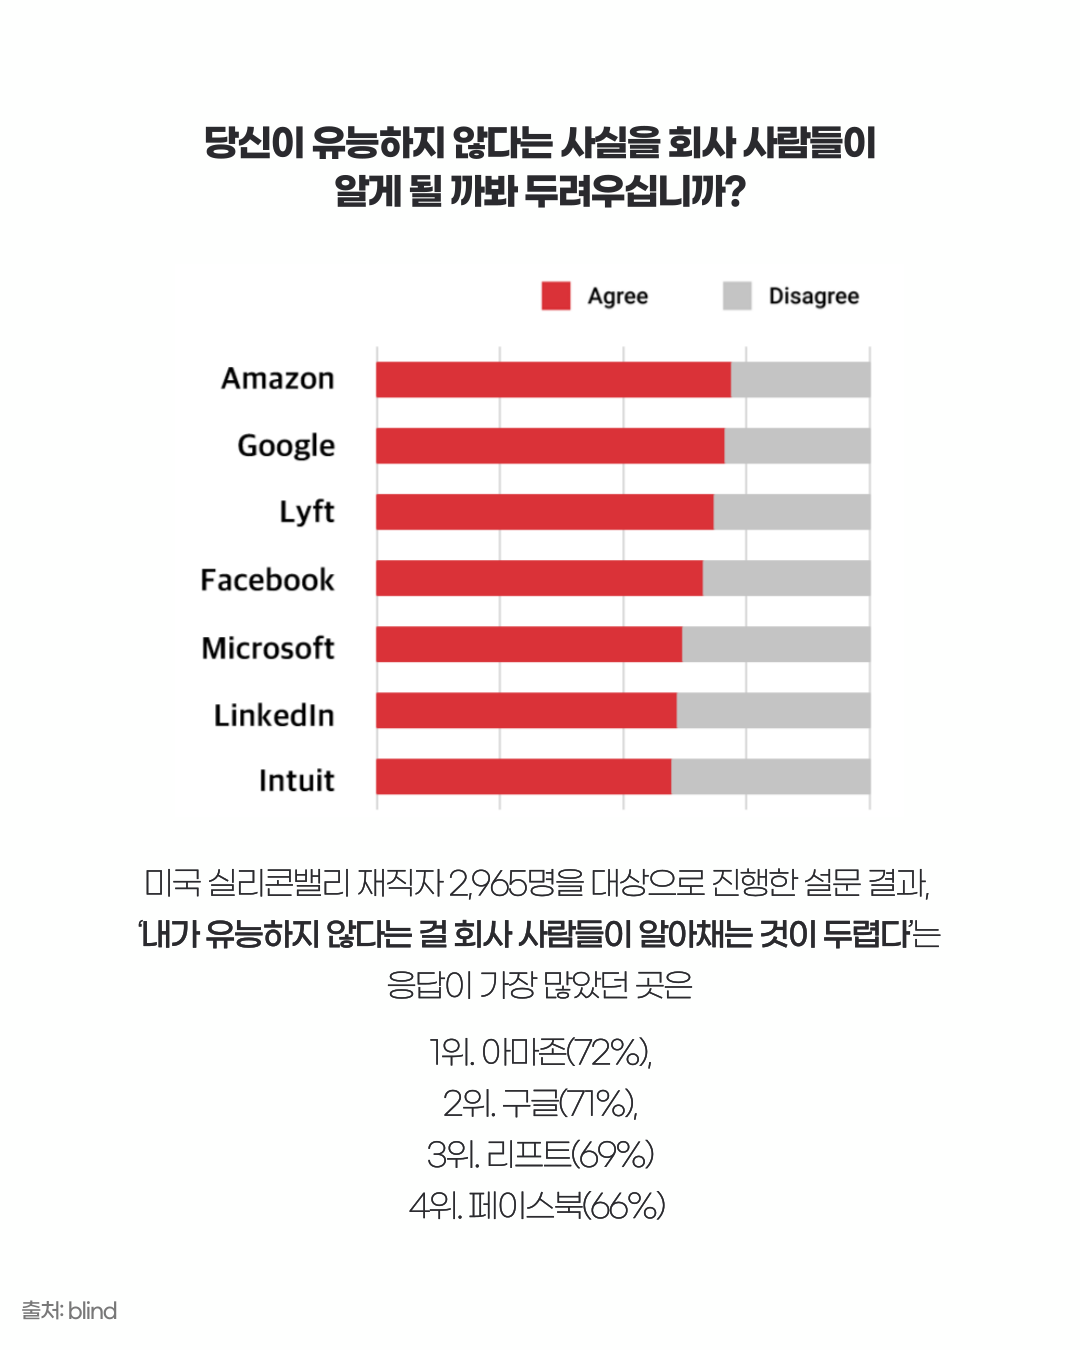 당신이 유능하지 않다는 사실을 회사 사람들이
알게 될 까봐 두려우십니까?
Agree Disagree
Amazon
Google
Lyft
Facebook
Microsoft
LinkedIn
Intuit
미국 실리콘밸리 재직자 2,965명을 대상으로 진행한 설문 결과,
‘내가 유능하지 않다는 걸 회사 사람들이 알아채는 것이 두렵다’는
응답이 가장 많았던 곳은
1위. 아마존(72%),
2위. 구글(71%),
3위. 리프트(69%)
4위. 페이스북(66%)
출처: blind